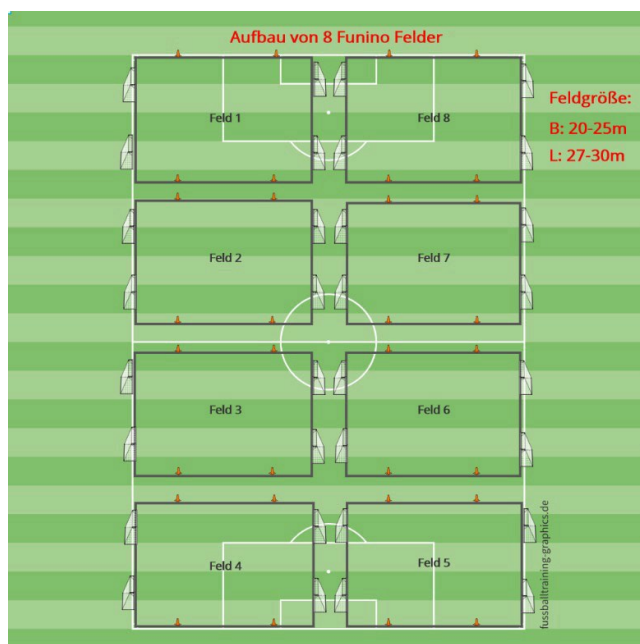 Aufbau von 8 Funino Felder
Feldgröße:
B: 20-25m
L: 27-30m
Feld 1
Feld 8
Feld 2
Feld 7
Feld 3
Feld 6
Feld 4
Feld 5
fussballtraining-graphics.de